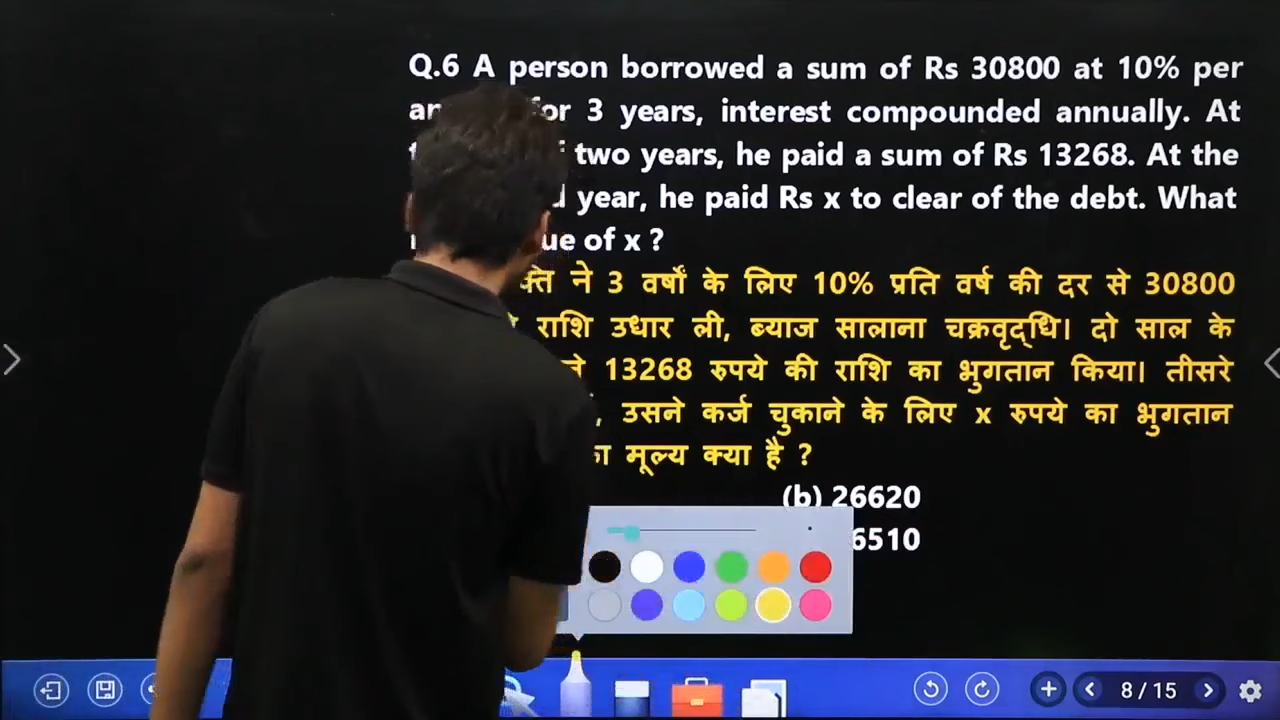 Q.6 A person borrowed a sum of Rs 30800 at 10% per
for 3 years, interest compounded annually. At
two years, he paid a sum of Rs 13268. At the
year, he paid Rs x to clear of the debt. What
of x ?
ने 3 वर्षों के लिए 10% प्रति वर्ष की दर से 30800
राशि उधार ली, ब्याज सालाना चक्रवृद्धि। दो साल के
13268 रुपये की राशि का भुगतान किया। तीसरे
, उसने कर्ज चुकाने के लिए x रुपये का भुगतान
मूल्य क्या है ?
(b) 26620
6510
8 / 15